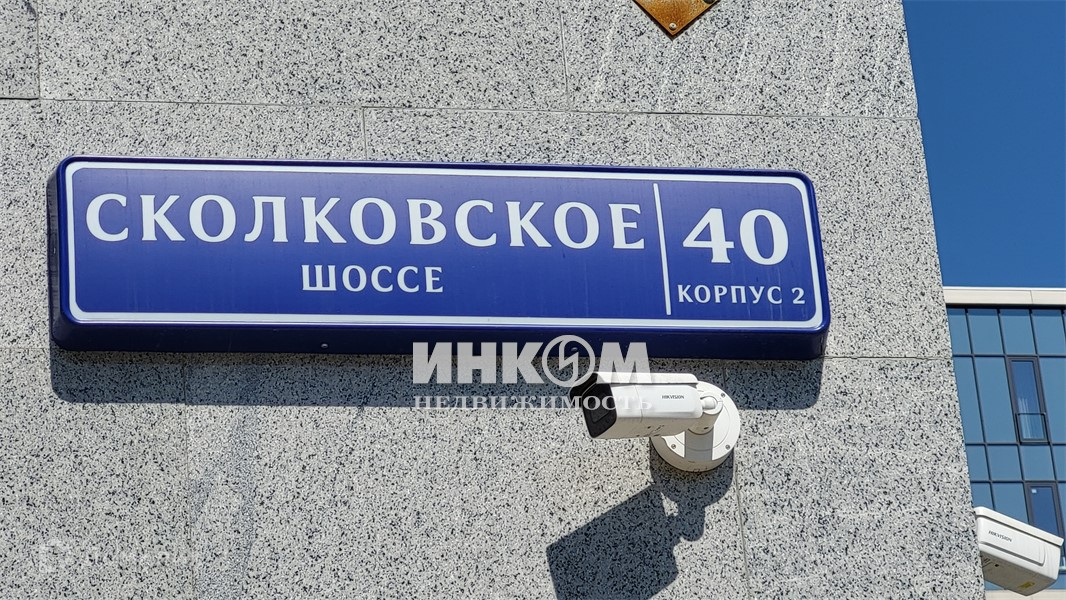 СКОЛКОВСКОЕ
ШОССЕ
40
КОРПУС 2
ИНКОМ
НЕДВИЖИМОСТЬ
HIKVISION
HIKVISION